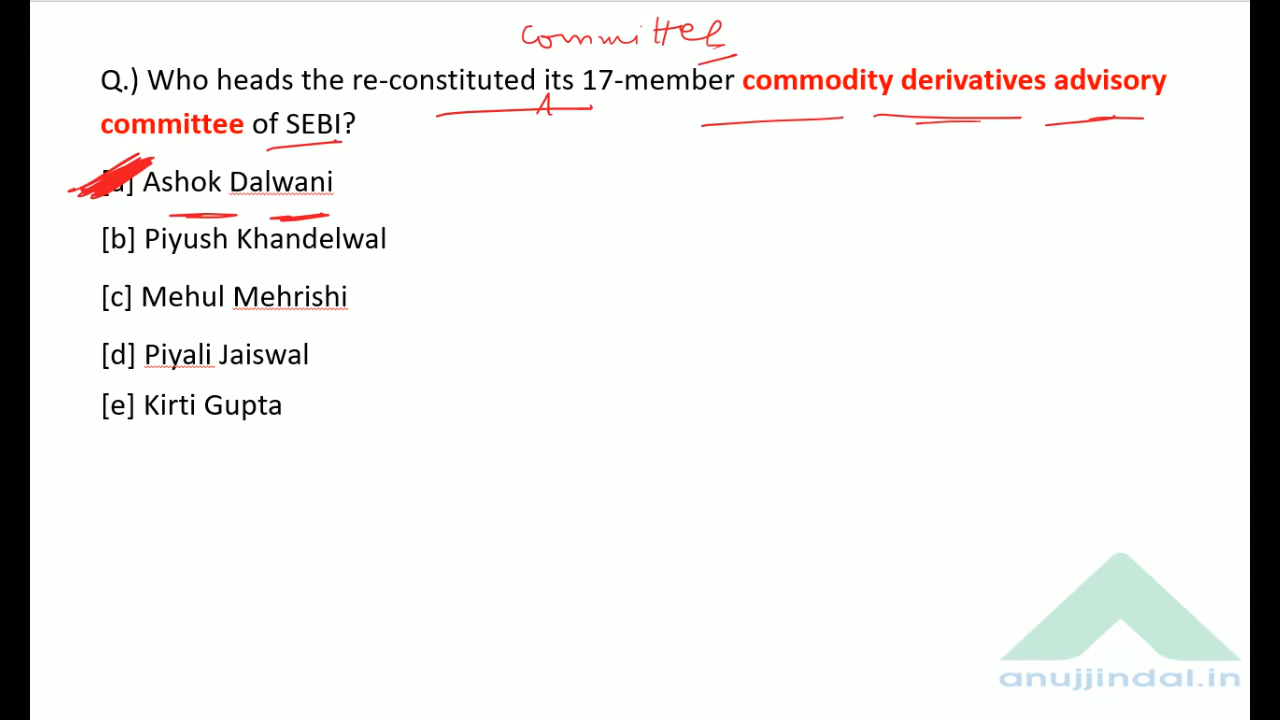 committee
Q.) Who heads the re-constituted its 17-member commodity derivatives advisory
committee of SEBI?
[a] Ashok Dalwani
[b] Piyush Khandelwal
[c] Mehul Mehrishi
[d] Piyali Jaiswal
[e] Kirti Gupta
anujjindal.in